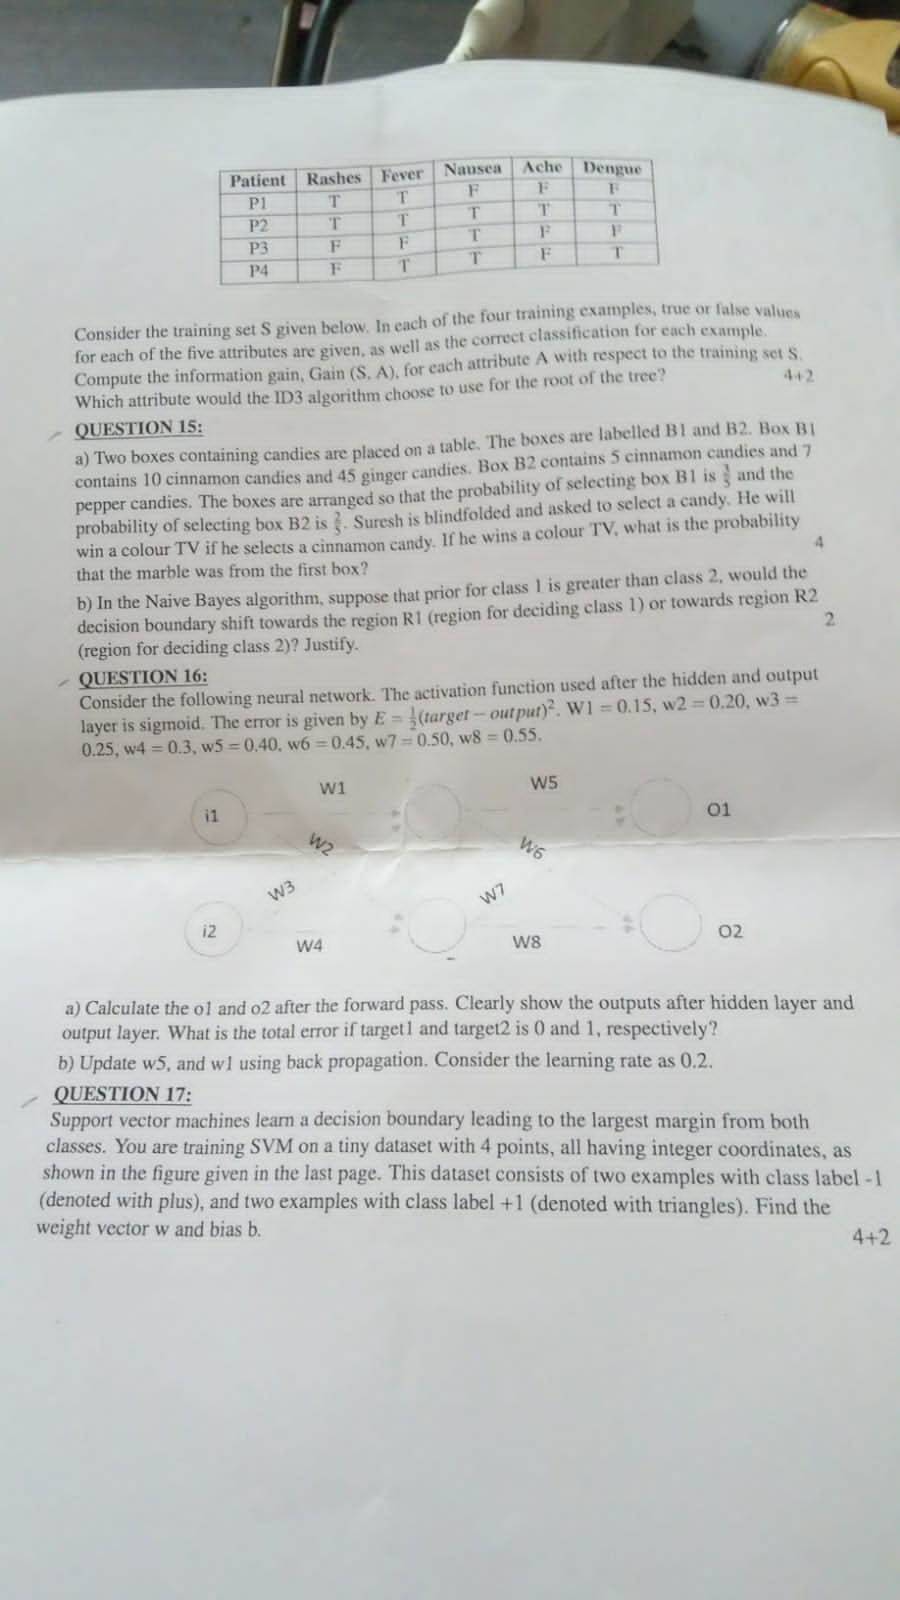 Patient Rashes Fever Nausea Ache Dengue
P1 T T F F F
P2 T T T T T
P3 F F T F F
P4 F T T F T
Consider the training set S given below. In each of the four training examples, true or false values
for each of the five attributes are given, as well as the correct classification for each example.
Compute the information gain, Gain (S, A), for each attribute A with respect to the training set S.
Which attribute would the ID3 algorithm choose to use for the root of the tree? 4+2
QUESTION 15:
a) Two boxes containing candies are placed on a table. The boxes are labelled B1 and B2. Box B1
contains 10 cinnamon candies and 45 ginger candies. Box B2 contains 5 cinnamon candies and 7
pepper candies. The boxes are arranged so that the probability of selecting box B1 is 3/5 and the
probability of selecting box B2 is 2/5. Suresh is blindfolded and asked to select a candy. He will
win a colour TV if he selects a cinnamon candy. If he wins a colour TV, what is the probability
that the marble was from the first box? 4
b) In the Naive Bayes algorithm, suppose that prior for class 1 is greater than class 2, would the
decision boundary shift towards the region R1 (region for deciding class 1) or towards region R2
(region for deciding class 2)? Justify. 2
QUESTION 16:
Consider the following neural network. The activation function used after the hidden and output
layer is sigmoid. The error is given by E = 1/2(target − output)². W1 = 0.15, w2 = 0.20, w3 =
0.25, w4 = 0.3, w5 = 0.40, w6 = 0.45, w7 = 0.50, w8 = 0.55.
W1 W5
i1 O1
W2 W6
W3 W7
i2 O2
W4 W8
a) Calculate the o1 and o2 after the forward pass. Clearly show the outputs after hidden layer and
output layer. What is the total error if target1 and target2 is 0 and 1, respectively?
b) Update w5, and w1 using back propagation. Consider the learning rate as 0.2.
QUESTION 17:
Support vector machines learn a decision boundary leading to the largest margin from both
classes. You are training SVM on a tiny dataset with 4 points, all having integer coordinates, as
shown in the figure given in the last page. This dataset consists of two examples with class label -1
(denoted with plus), and two examples with class label +1 (denoted with triangles). Find the
weight vector w and bias b. 4+2